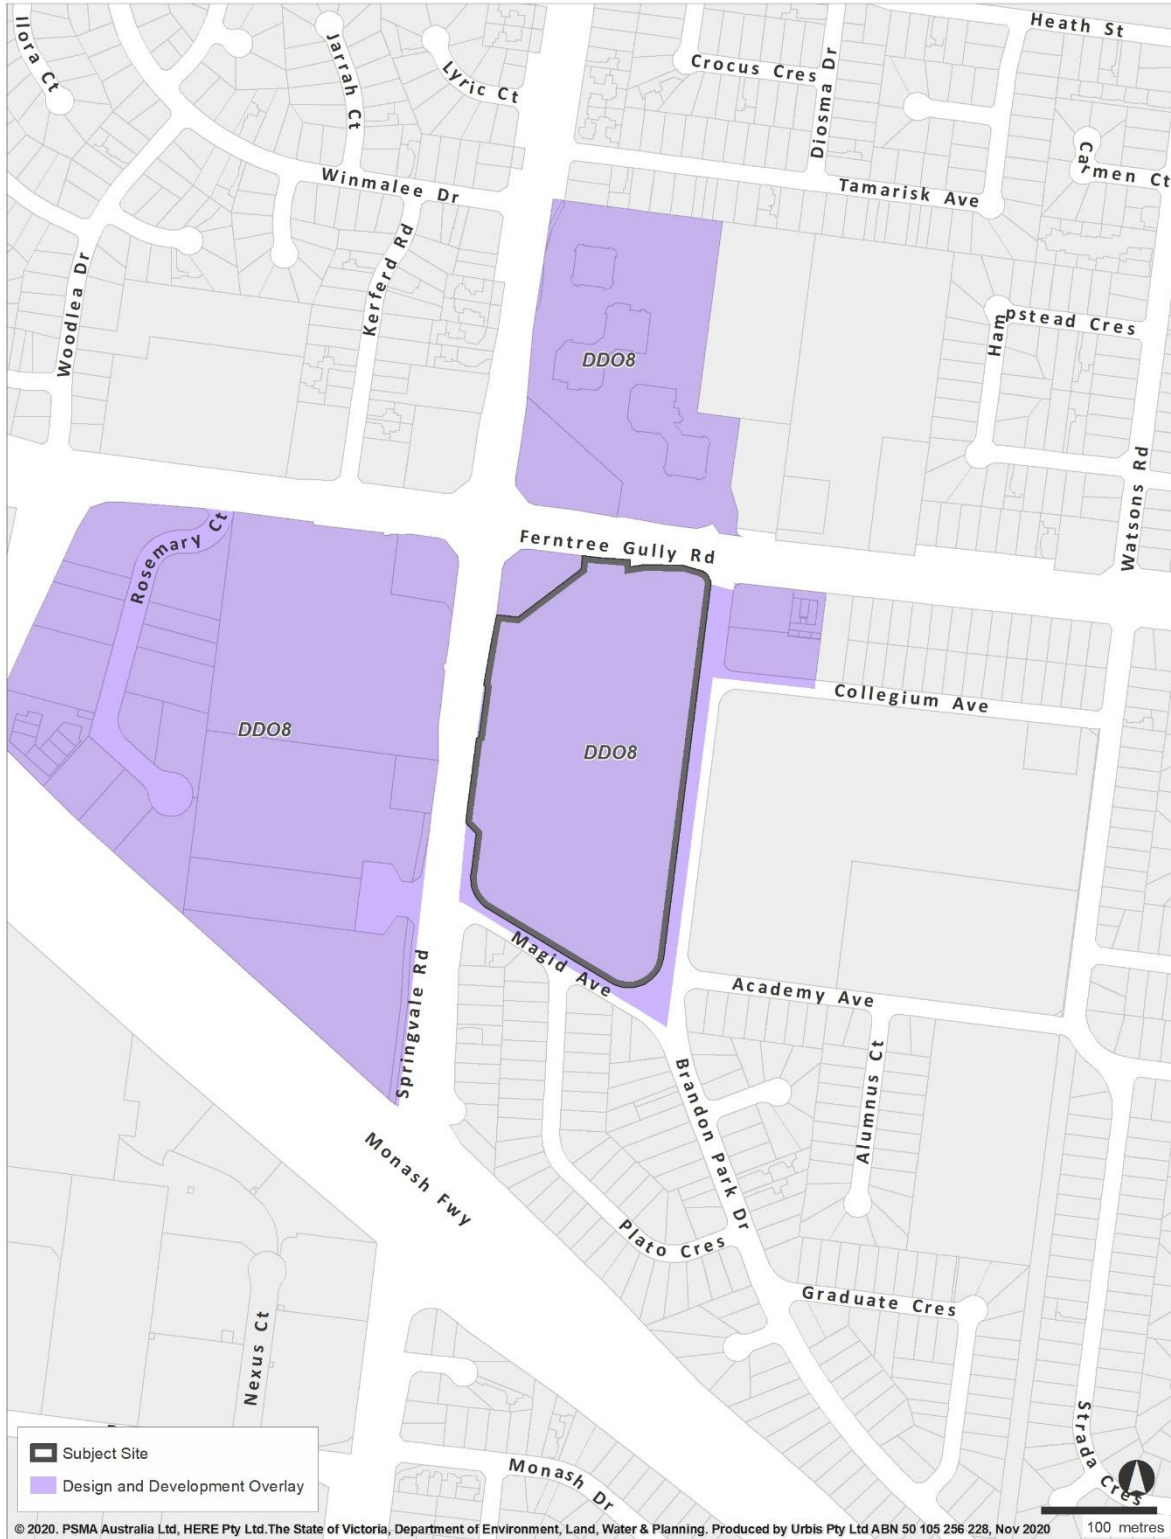 Heath St
Ilora Ct
Jarrah Ct
Lyric Ct
Crocus Cres
Diosma Dr
Carmen Ct
Winmalee Dr
Tamarisk Ave
Kerferd Rd
Woodlea Dr
Hampstead Cres
DDO8
Watsons Rd
Rosemary Ct
Ferntree Gully Rd
Collegium Ave
DDO8
DDO8
Magid Ave
Academy Ave
Springvale Rd
Alumnus Ct
Brandon Park Dr
Monash Fwy
Plato Cres
Graduate Cres
Nexus Ct
Strada Cres
Monash Dr
Subject Site
Design and Development Overlay
100 metres
© 2020. PSMA Australia Ltd, HERE Pty Ltd.The State of Victoria, Department of Environment, Land, Water & Planning. Produced by Urbis Pty Ltd ABN 50 105 256 228, Nov 2020